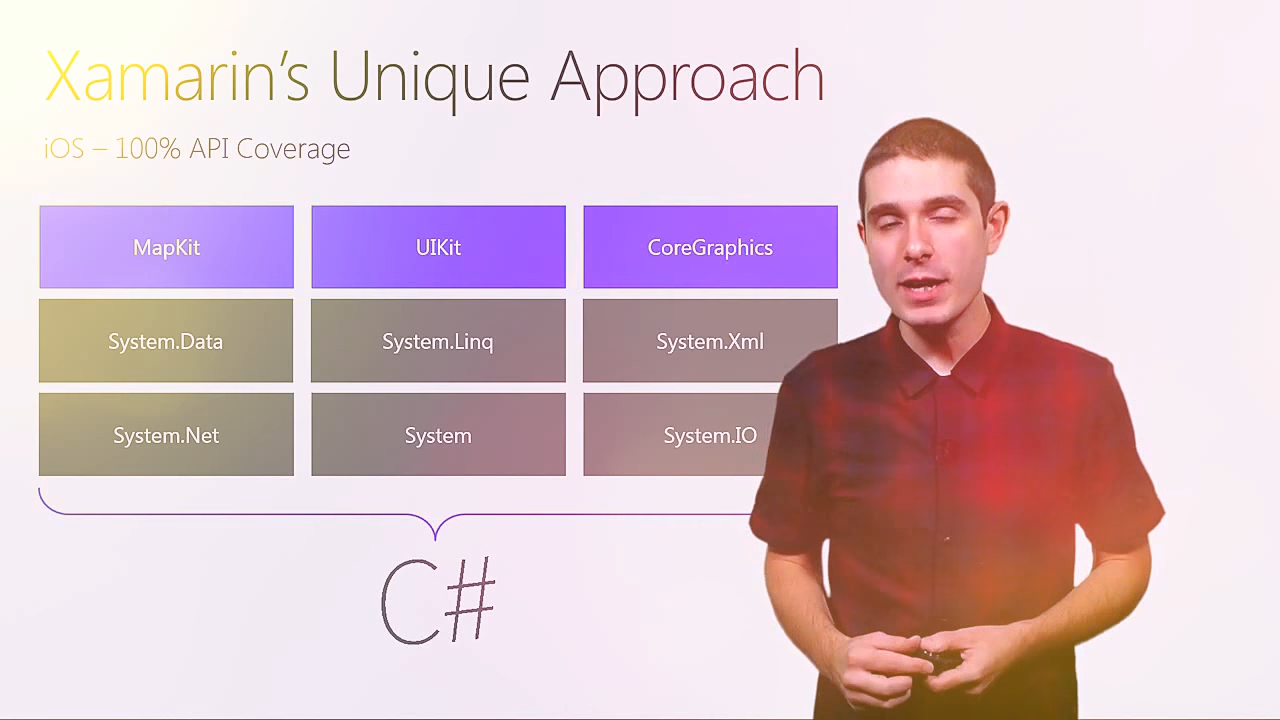 Xamarin's Unique Approach
iOS – 100% API Coverage
MapKit
UIKit
CoreGraphics
System.Data
System.Linq
System.Xml
System.Net
System
System.IO
C#